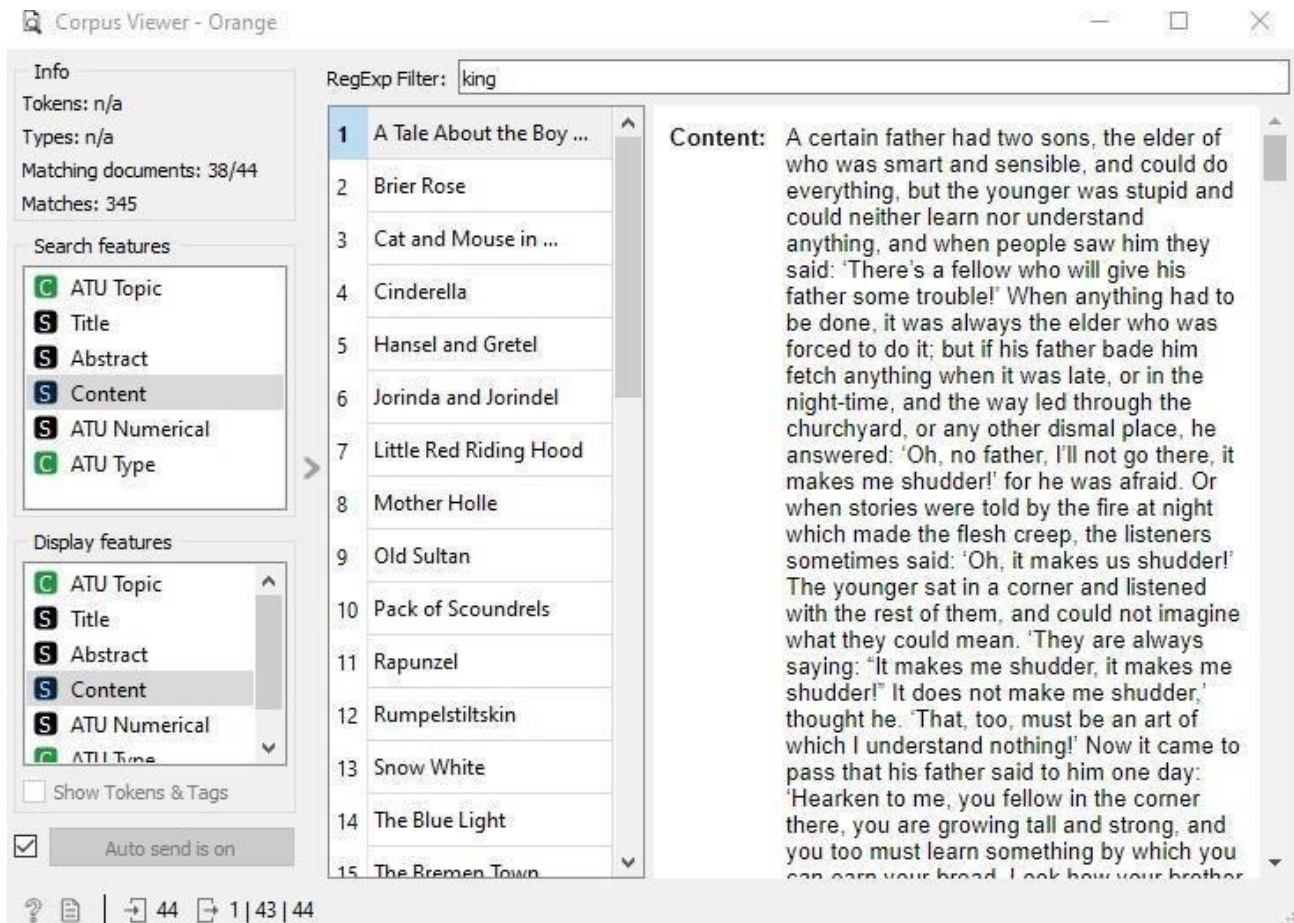 Corpus Viewer - Orange
Info
Tokens: n/a
Types: n/a
Matching documents: 38/44
Matches: 345
Search features
C ATU Topic
S Title
S Abstract
S Content
S ATU Numerical
C ATU Type
Display features
C ATU Topic
S Title
S Abstract
S Content
S ATU Numerical
C ATU Type
Show Tokens & Tags
Auto send is on
? 44 1 | 43 | 44
RegExp Filter: king
1 A Tale About the Boy ...
2 Brier Rose
3 Cat and Mouse in ...
4 Cinderella
5 Hansel and Gretel
6 Jorinda and Jorindel
7 Little Red Riding Hood
8 Mother Holle
9 Old Sultan
10 Pack of Scoundrels
11 Rapunzel
12 Rumpelstiltskin
13 Snow White
14 The Blue Light
15 The Bremen Town
Content: A certain father had two sons, the elder of
who was smart and sensible, and could do
everything, but the younger was stupid and
could neither learn nor understand
anything, and when people saw him they
said: ‘There’s a fellow who will give his
father some trouble!’ When anything had to
be done, it was always the elder who was
forced to do it; but if his father bade him
fetch anything when it was late, or in the
night-time, and the way led through the
churchyard, or any other dismal place, he
answered: ‘Oh, no father, I’ll not go there, it
makes me shudder!’ for he was afraid. Or
when stories were told by the fire at night
which made the flesh creep, the listeners
sometimes said: ‘Oh, it makes us shudder!’
The younger sat in a corner and listened
with the rest of them, and could not imagine
what they could mean. ‘They are always
saying: “It makes me shudder, it makes me
shudder!” It does not make me shudder,’
thought he. ‘That, too, must be an art of
which I understand nothing!’ Now it came to
pass that his father said to him one day:
‘Hearken to me, you fellow in the corner
there, you are growing tall and strong, and
you too must learn something by which you
can earn your bread. Look how your brother